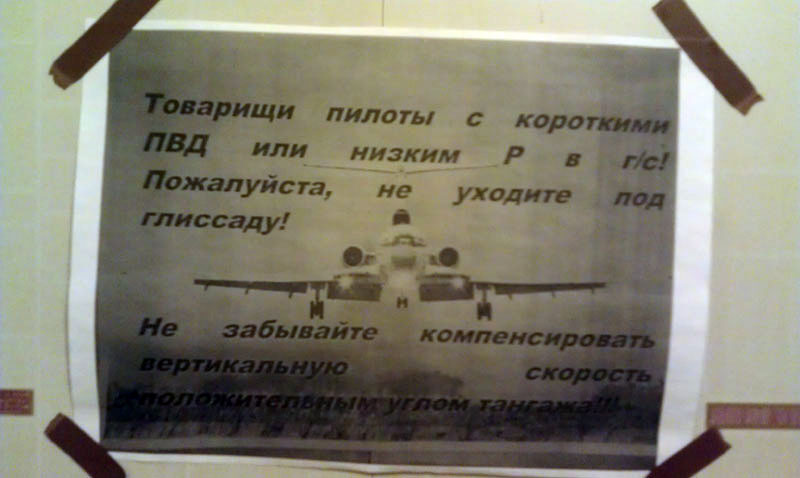 Товарищи пилоты с короткими
ПВД или низким Р в г/с!
Пожалуйста, не уходите под
глиссаду!
Не забывайте компенсировать
вертикальную скорость
положительным углом тангажа!!!